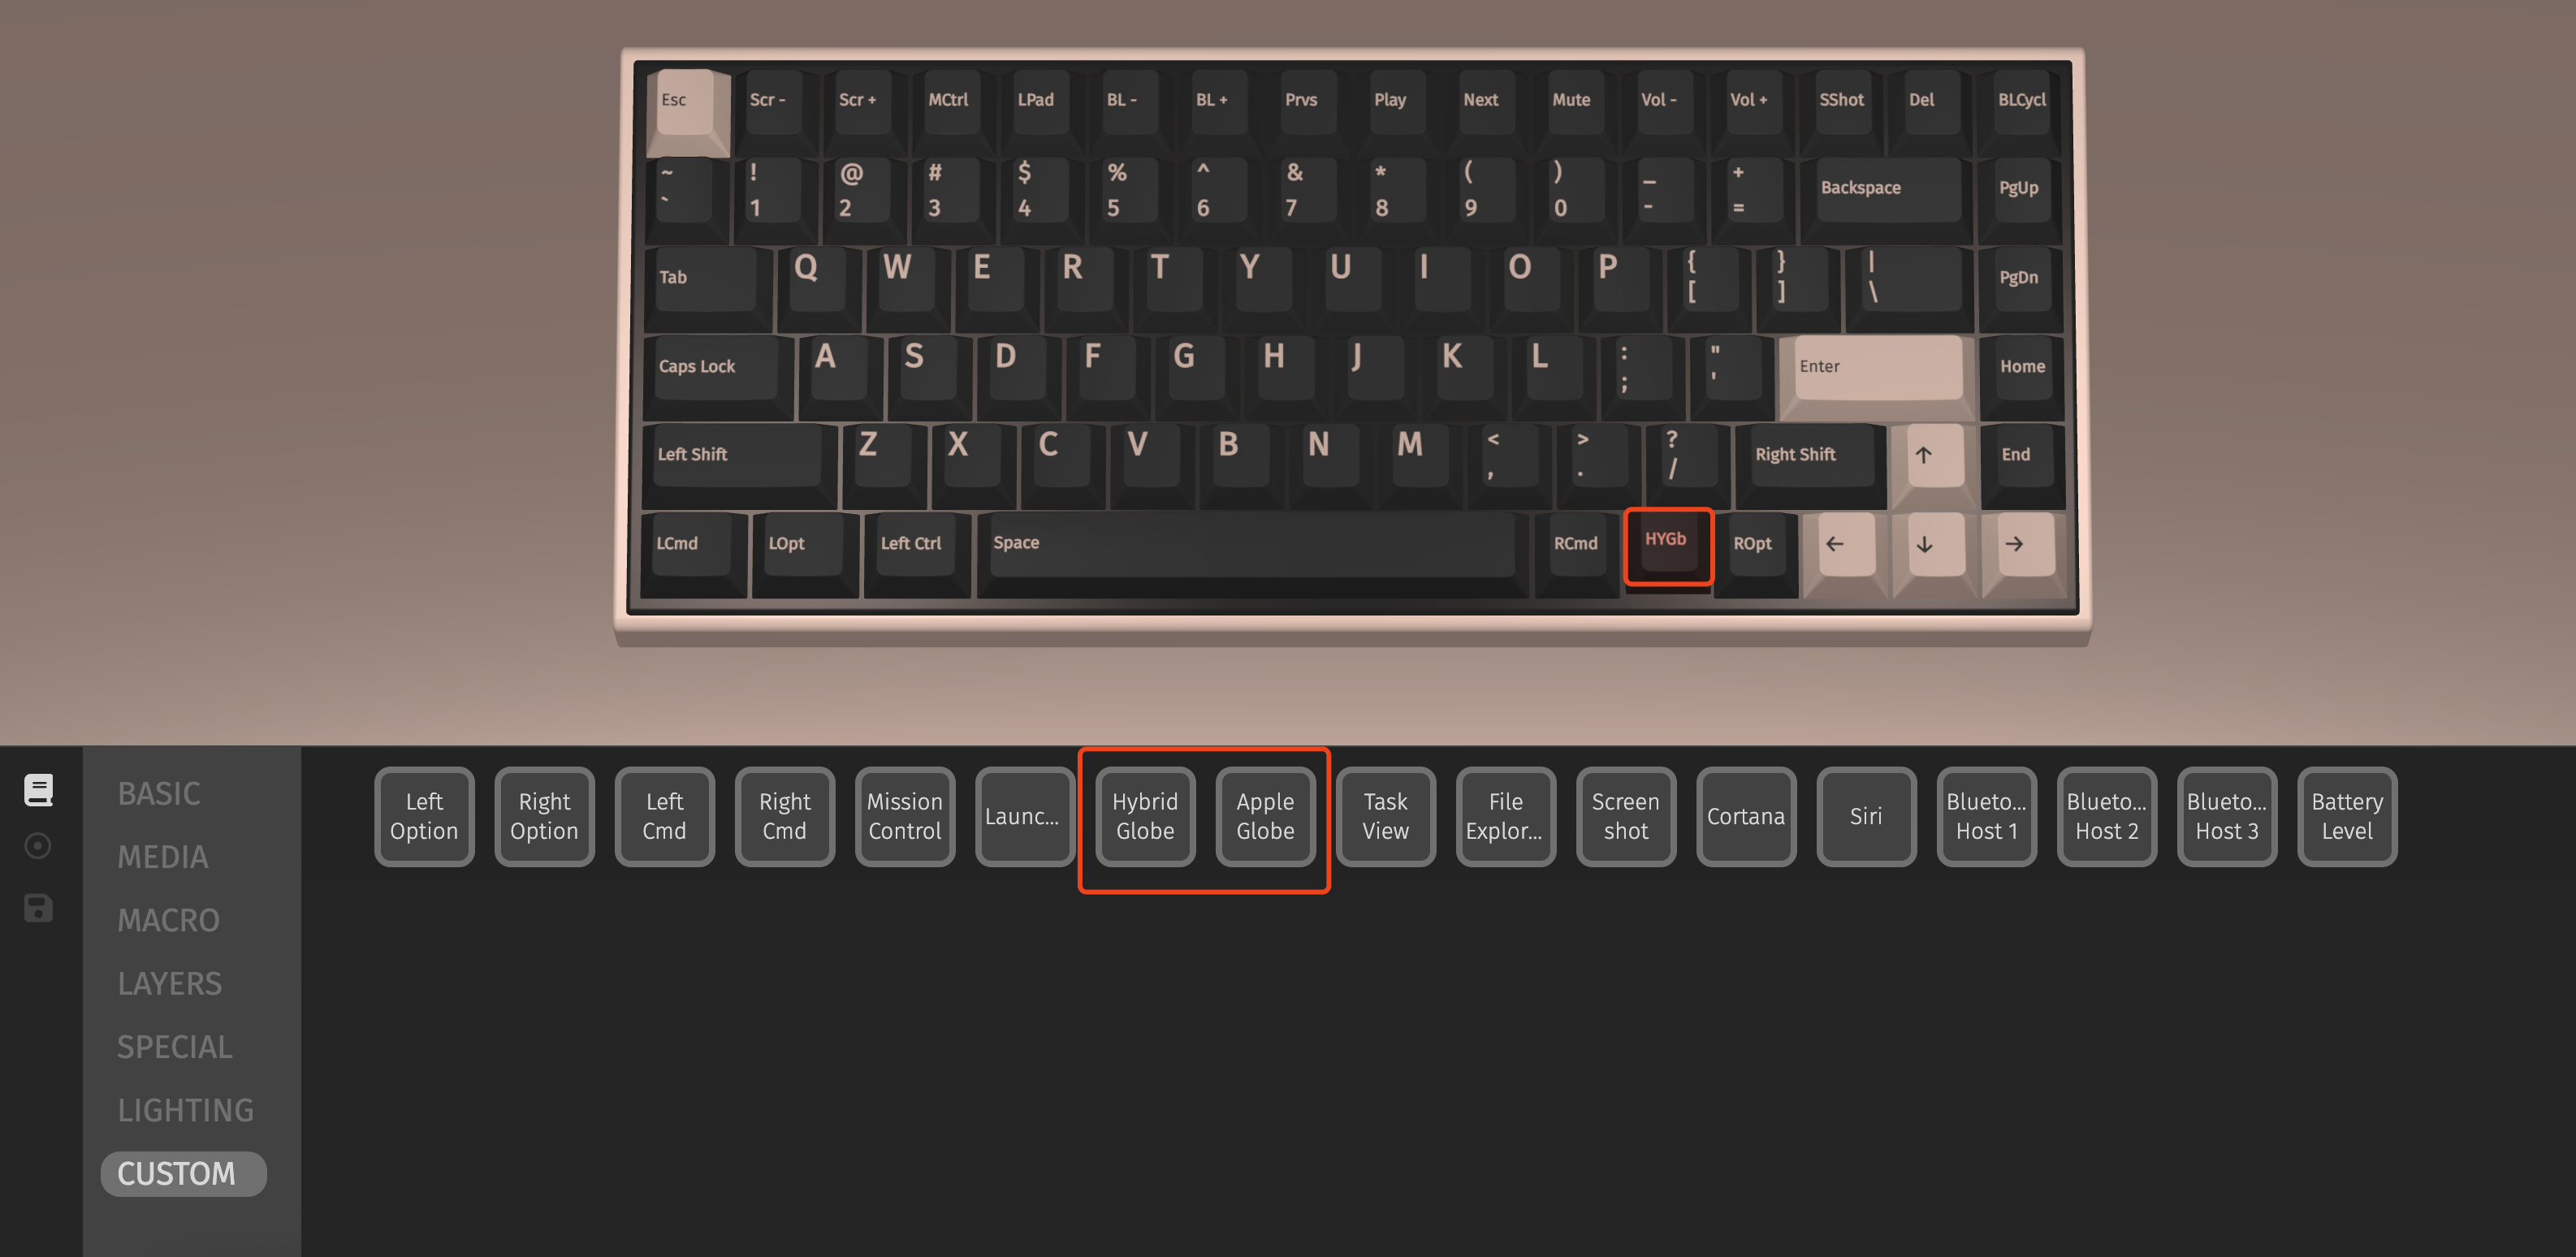 Esc Scr - Scr + MCtrl LPad BL - BL + Prvs Play Next Mute Vol - Vol + SShot Del BLCycl
~ ! @ # $ % ^ & * ( ) _ + Backspace PgUp
` 1 2 3 4 5 6 7 8 9 0 - =
Tab Q W E R T Y U I O P { } | PgDn
[ ] \
Caps Lock A S D F G H J K L : " Enter Home
; '
Left Shift Z X C V B N M < > ? Right Shift ↑ End
, . /
LCmd LOpt Left Ctrl Space RCmd HYGb ROpt ← ↓ →
BASIC
MEDIA
MACRO
LAYERS
SPECIAL
LIGHTING
CUSTOM
Left
Option
Right
Option
Left
Cmd
Right
Cmd
Mission
Control
Launc...
Hybrid
Globe
Apple
Globe
Task
View
File
Explor...
Screen
shot
Cortana
Siri
Blueto...
Host 1
Blueto...
Host 2
Blueto...
Host 3
Battery
Level